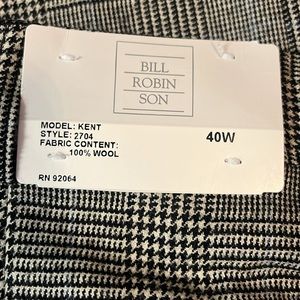 BILL
ROBIN
SON
MODEL: KENT
STYLE: 2704
FABRIC CONTENT:
100% WOOL
40W
RN 92064